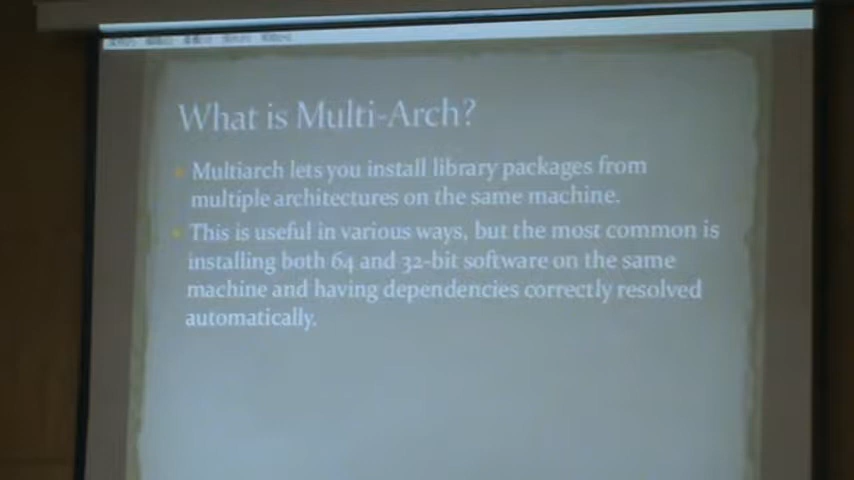 What is Multi-Arch?
Multiarch lets you install library packages from
multiple architectures on the same machine.
This is useful in various ways, but the most common is
installing both 64 and 32-bit software on the same
machine and having dependencies correctly resolved
automatically.